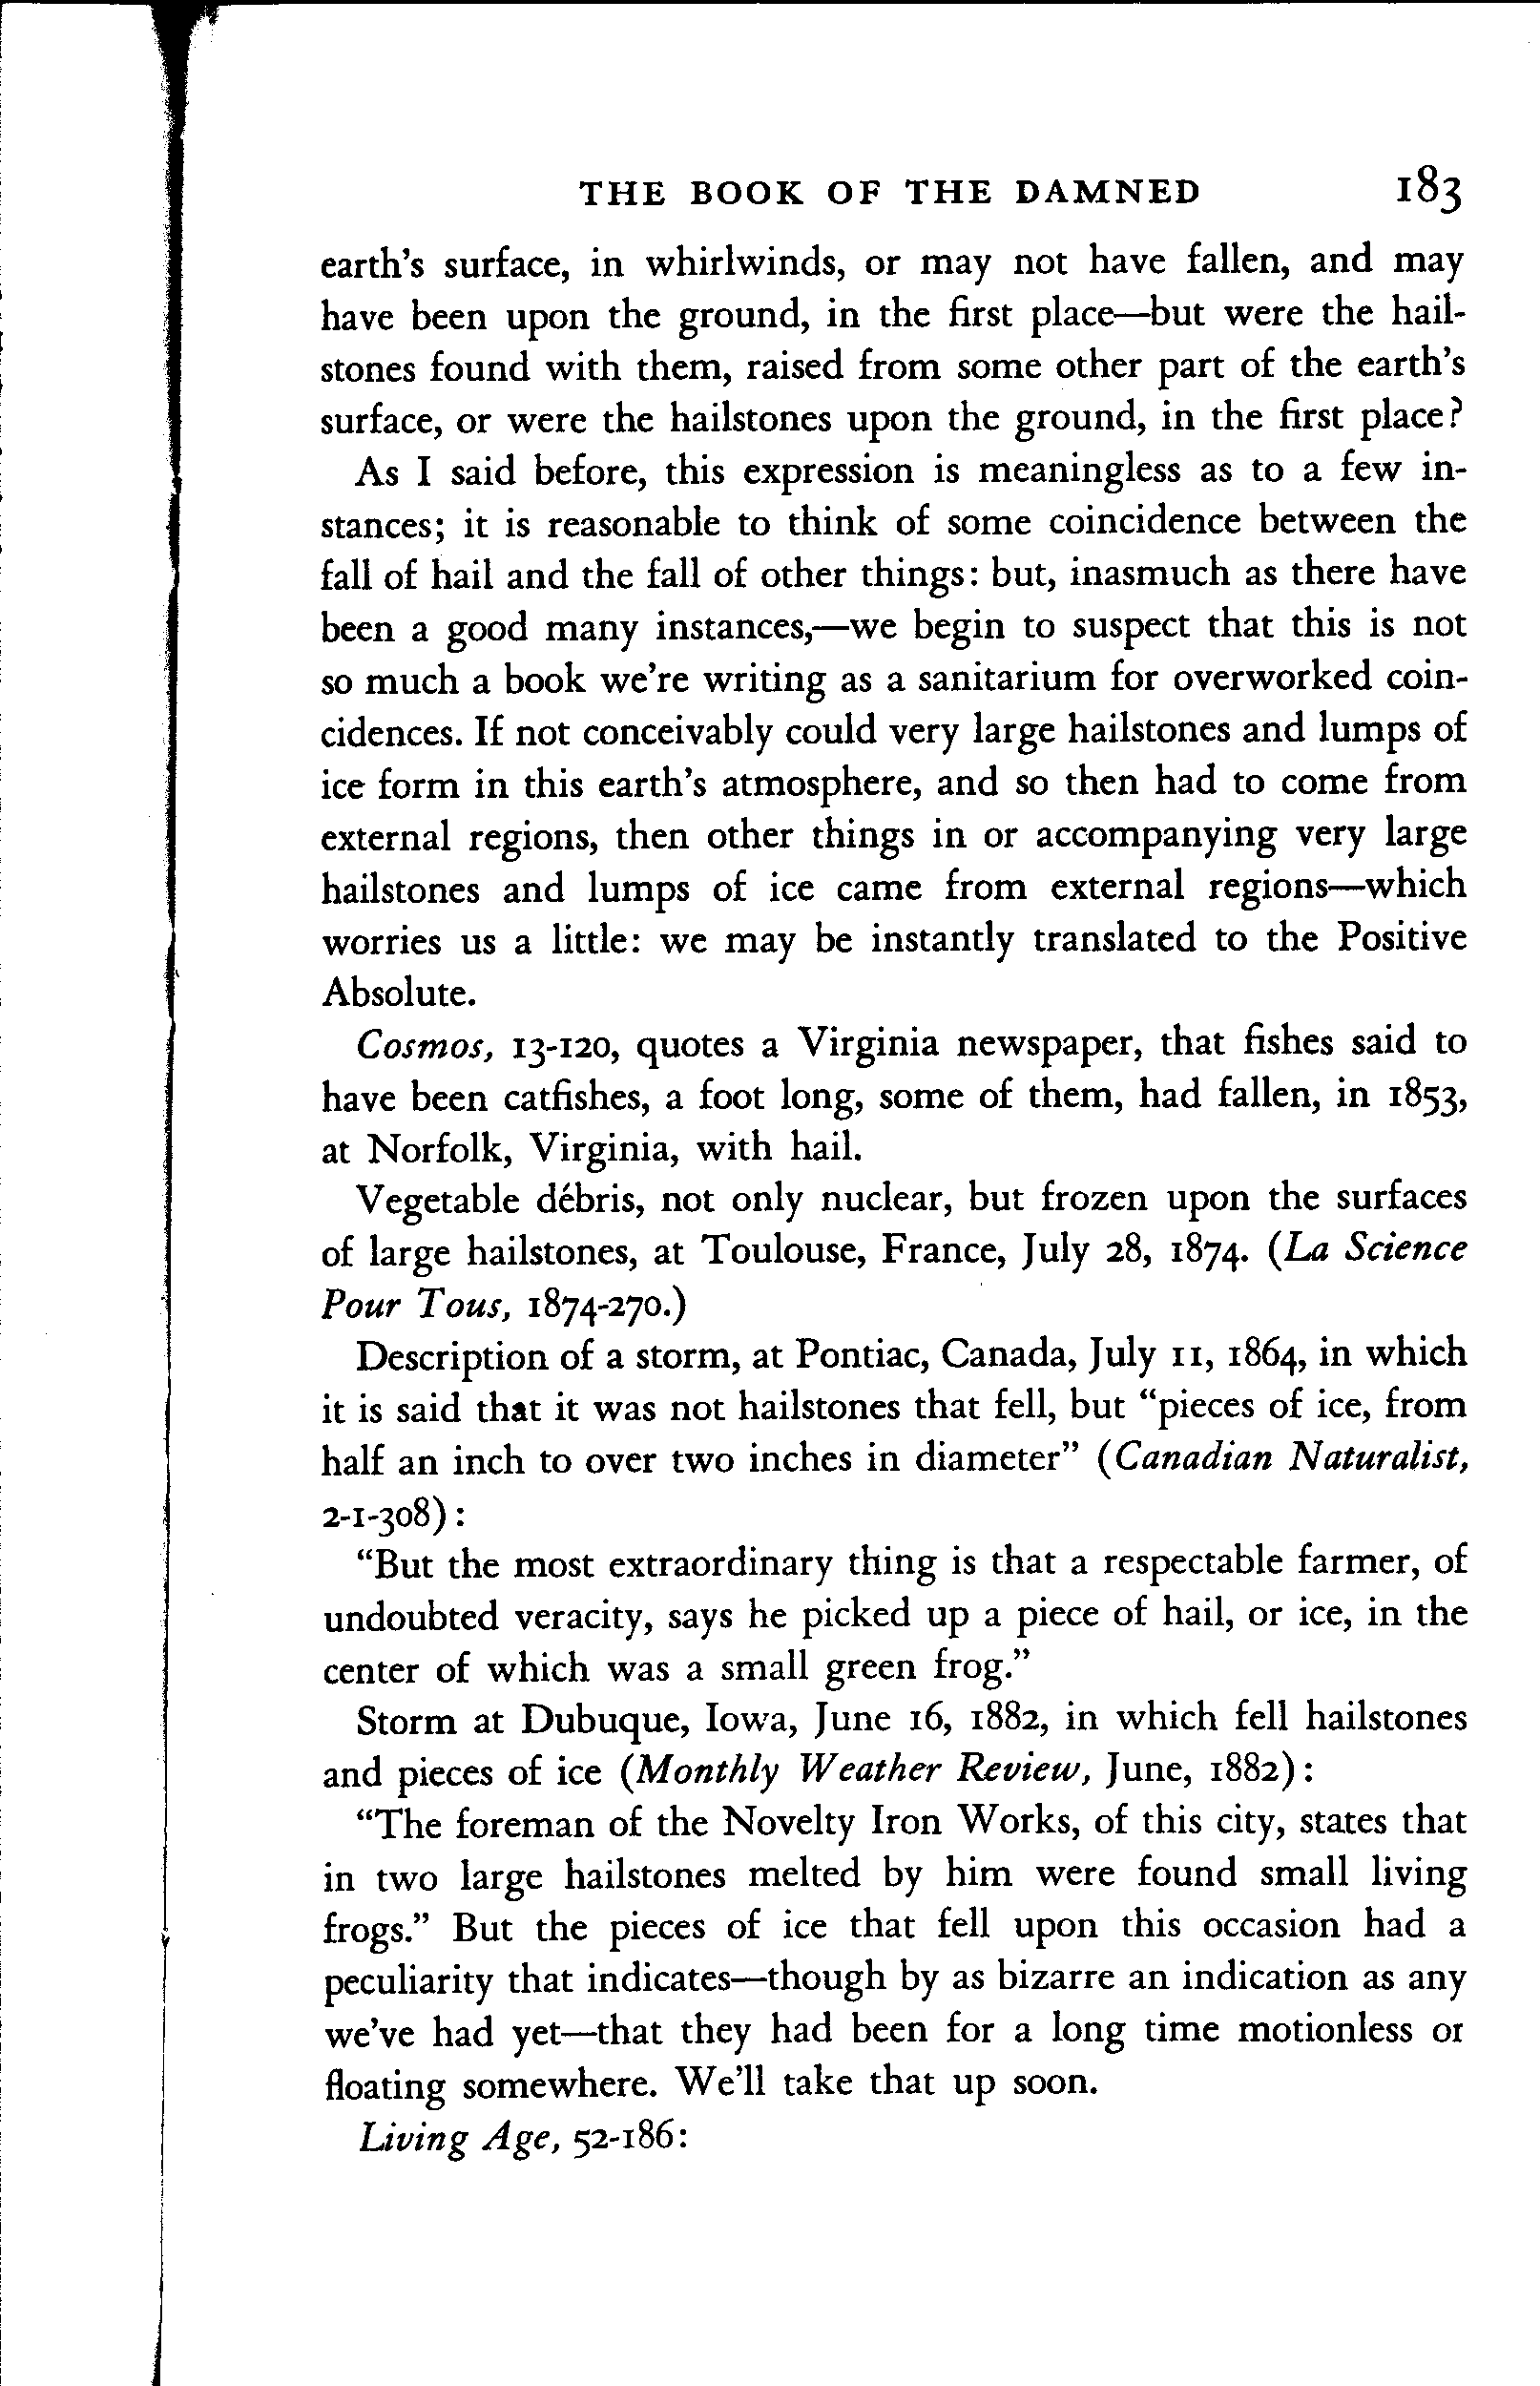 THE BOOK OF THE DAMNED 183
earth's surface, in whirlwinds, or may not have fallen, and may
have been upon the ground, in the first place—but were the hail-
stones found with them, raised from some other part of the earth's
surface, or were the hailstones upon the ground, in the first place?
As I said before, this expression is meaningless as to a few in-
stances; it is reasonable to think of some coincidence between the
fall of hail and the fall of other things: but, inasmuch as there have
been a good many instances,—we begin to suspect that this is not
so much a book we're writing as a sanitarium for overworked coin-
cidences. If not conceivably could very large hailstones and lumps of
ice form in this earth's atmosphere, and so then had to come from
external regions, then other things in or accompanying very large
hailstones and lumps of ice came from external regions—which
worries us a little: we may be instantly translated to the Positive
Absolute.
Cosmos, 13-120, quotes a Virginia newspaper, that fishes said to
have been catfishes, a foot long, some of them, had fallen, in 1853,
at Norfolk, Virginia, with hail.
Vegetable débris, not only nuclear, but frozen upon the surfaces
of large hailstones, at Toulouse, France, July 28, 1874. (La Science
Pour Tous, 1874-270.)
Description of a storm, at Pontiac, Canada, July 11, 1864, in which
it is said that it was not hailstones that fell, but "pieces of ice, from
half an inch to over two inches in diameter" (Canadian Naturalist,
2-1-308):
"But the most extraordinary thing is that a respectable farmer, of
undoubted veracity, says he picked up a piece of hail, or ice, in the
center of which was a small green frog."
Storm at Dubuque, Iowa, June 16, 1882, in which fell hailstones
and pieces of ice (Monthly Weather Review, June, 1882):
"The foreman of the Novelty Iron Works, of this city, states that
in two large hailstones melted by him were found small living
frogs." But the pieces of ice that fell upon this occasion had a
peculiarity that indicates—though by as bizarre an indication as any
we've had yet—that they had been for a long time motionless or
floating somewhere. We'll take that up soon.
Living Age, 52-186: